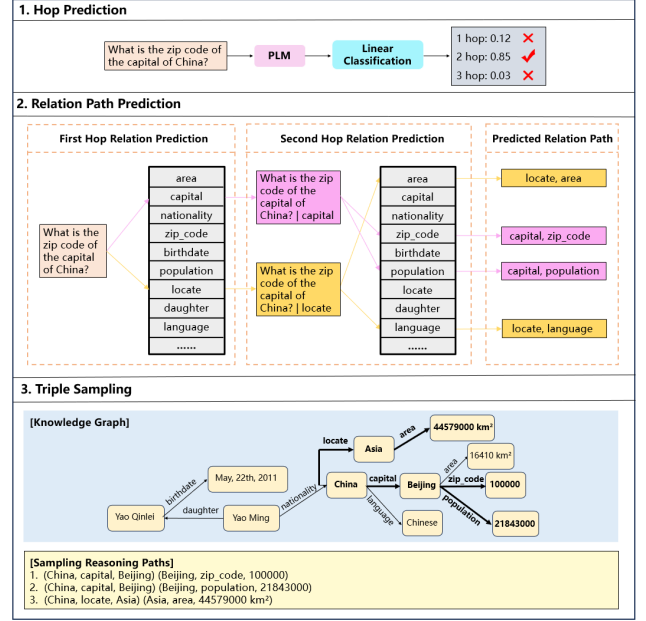 1. Hop Prediction
What is the zip code of
the capital of China?
PLM
Linear
Classification
1 hop: 0.12
2 hop: 0.85
3 hop: 0.03
2. Relation Path Prediction
First Hop Relation Prediction
Second Hop Relation Prediction
Predicted Relation Path
What is the
zip code of
the capital
of China?
area
capital
nationality
zip_code
birthdate
population
locate
daughter
language
......
What is the zip
code of the
capital of
China? | capital
What is the zip
code of the
capital of
China? | locate
area
capital
nationality
zip_code
birthdate
population
locate
daughter
language
......
locate, area
capital, zip_code
capital, population
locate, language
3. Triple Sampling
[Knowledge Graph]
Yao Qinlei
birthdate
May, 22th, 2011
daughter
Yao Ming
nationality
China
locate
Asia
area
44579000 km²
capital
Beijing
language
Chinese
area
16410 km²
zip_code
100000
population
21843000
[Sampling Reasoning Paths]
1. (China, capital, Beijing) (Beijing, zip_code, 100000)
2. (China, capital, Beijing) (Beijing, population, 21843000)
3. (China, locate, Asia) (Asia, area, 44579000 km²)